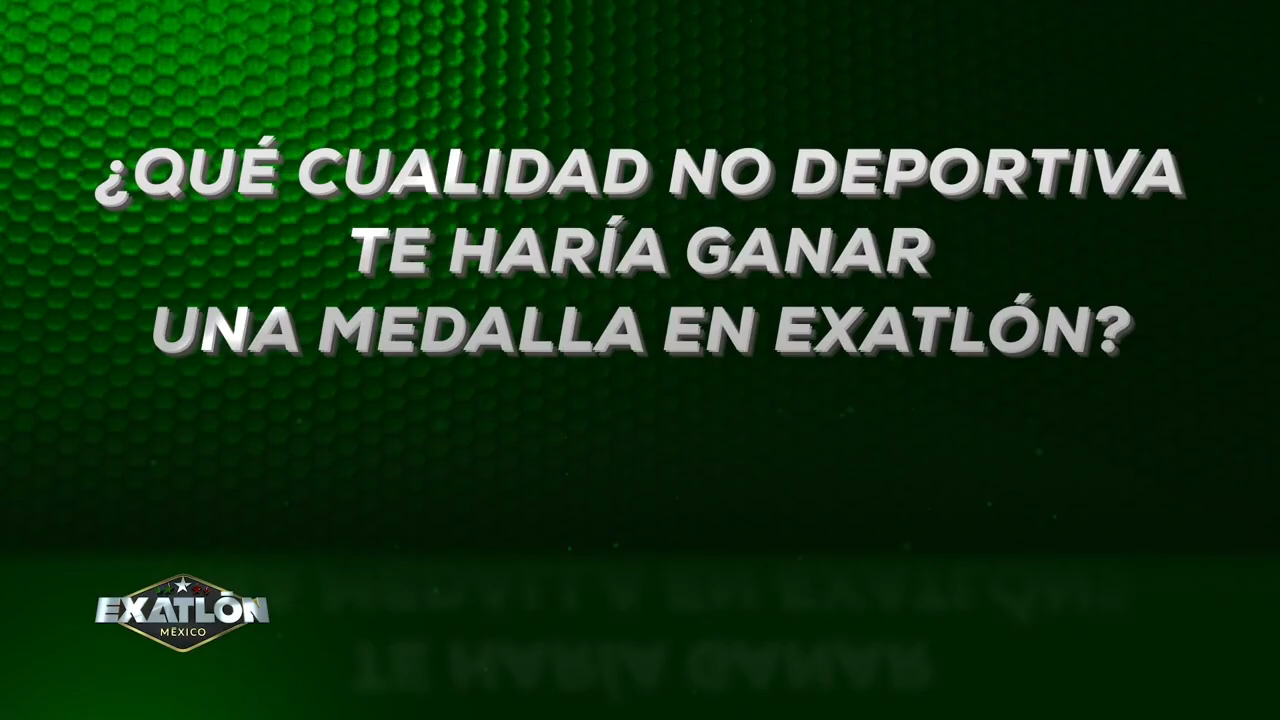 ¿QUÉ CUALIDAD NO DEPORTIVA
TE HARÍA GANAR
UNA MEDALLA EN EXATLÓN?
EXATLÓN
MÉXICO